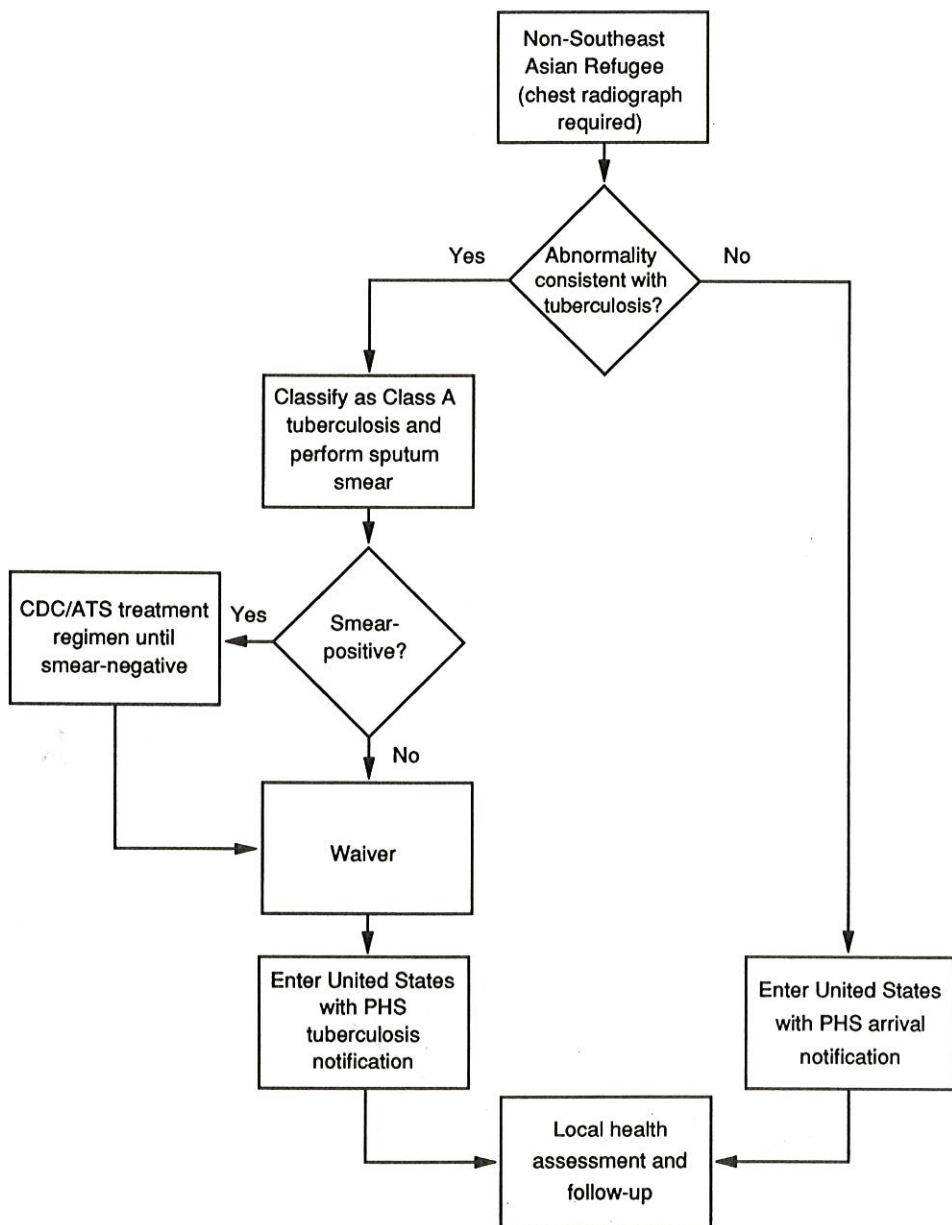 Non-Southeast
Asian Refugee
(chest radiograph
required)
Yes
Abnormality
consistent with
tuberculosis?
No
Classify as Class A
tuberculosis and
perform sputum
smear
CDC/ATS treatment
regimen until
smear-negative
Yes
Smear-
positive?
No
Waiver
Enter United States
with PHS
tuberculosis
notification
Enter United States
with PHS arrival
notification
Local health
assessment and
follow-up